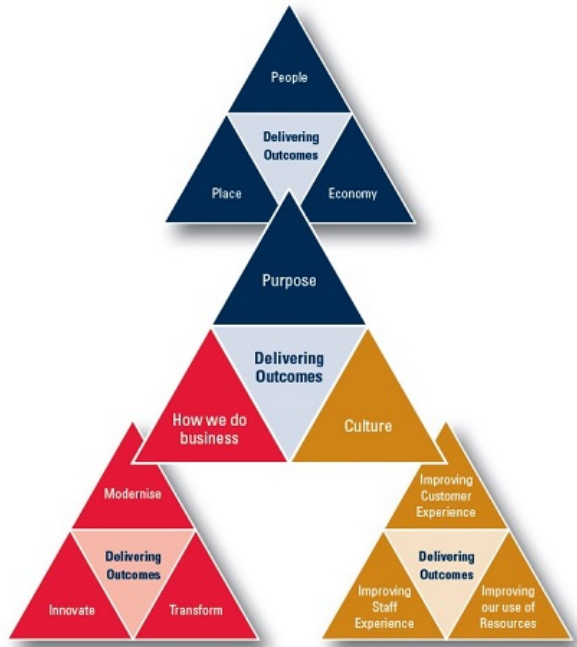 People
Delivering
Outcomes
Place
Economy
Purpose
Delivering
Outcomes
How we do
business
Culture
Modernise
Delivering
Outcomes
Innovate
Transform
Improving
Customer
Experience
Delivering
Outcomes
Improving
Staff
Experience
Improving
our use of
Resources